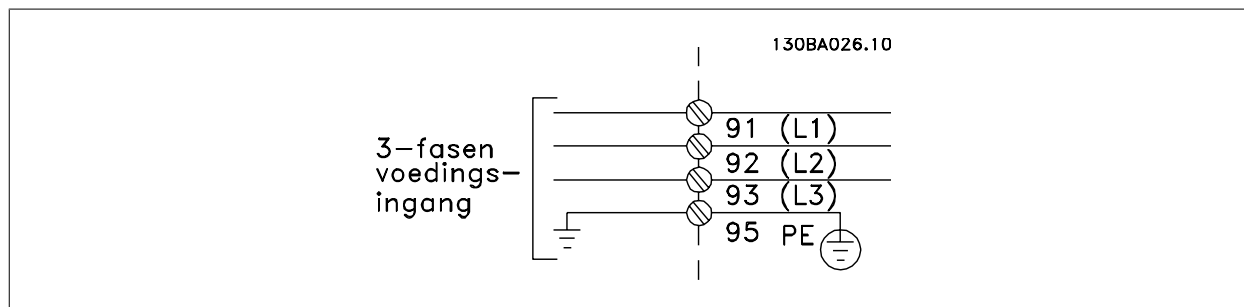 130BA026.10
3-fasen
voedings-
ingang
91 (L1)
92 (L2)
93 (L3)
95 PE